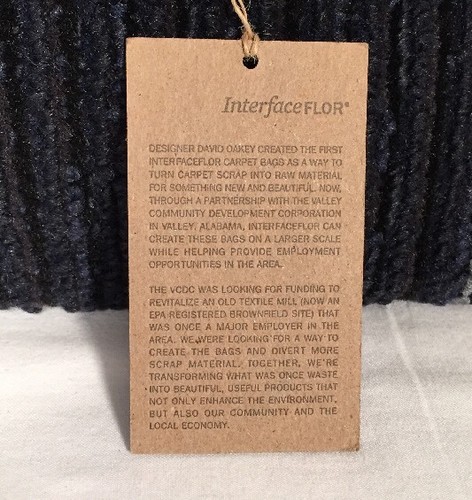 InterfaceFLOR®
DESIGNER DAVID OAKEY CREATED THE FIRST
INTERFACEFLOR CARPET BAGS AS A WAY TO
TURN CARPET SCRAP INTO RAW MATERIAL
FOR SOMETHING NEW AND BEAUTIFUL. NOW,
THROUGH A PARTNERSHIP WITH THE VALLEY
COMMUNITY DEVELOPMENT CORPORATION
IN VALLEY, ALABAMA, INTERFACEFLOR CAN
CREATE THESE BAGS ON A LARGER SCALE
WHILE HELPING PROVIDE EMPLOYMENT
OPPORTUNITIES IN THE AREA.
THE VCDC WAS LOOKING FOR FUNDING TO
REVITALIZE AN OLD TEXTILE MILL (NOW AN
EPA REGISTERED BROWNFIELD SITE) THAT
WAS ONCE A MAJOR EMPLOYER IN THE
AREA. WE WERE LOOKING FOR A WAY TO
CREATE THE BAGS AND DIVERT MORE
SCRAP MATERIAL. TOGETHER, WE'RE
TRANSFORMING WHAT WAS ONCE WASTE
INTO BEAUTIFUL, USEFUL PRODUCTS THAT
NOT ONLY ENHANCE THE ENVIRONMENT,
BUT ALSO OUR COMMUNITY AND THE
LOCAL ECONOMY.